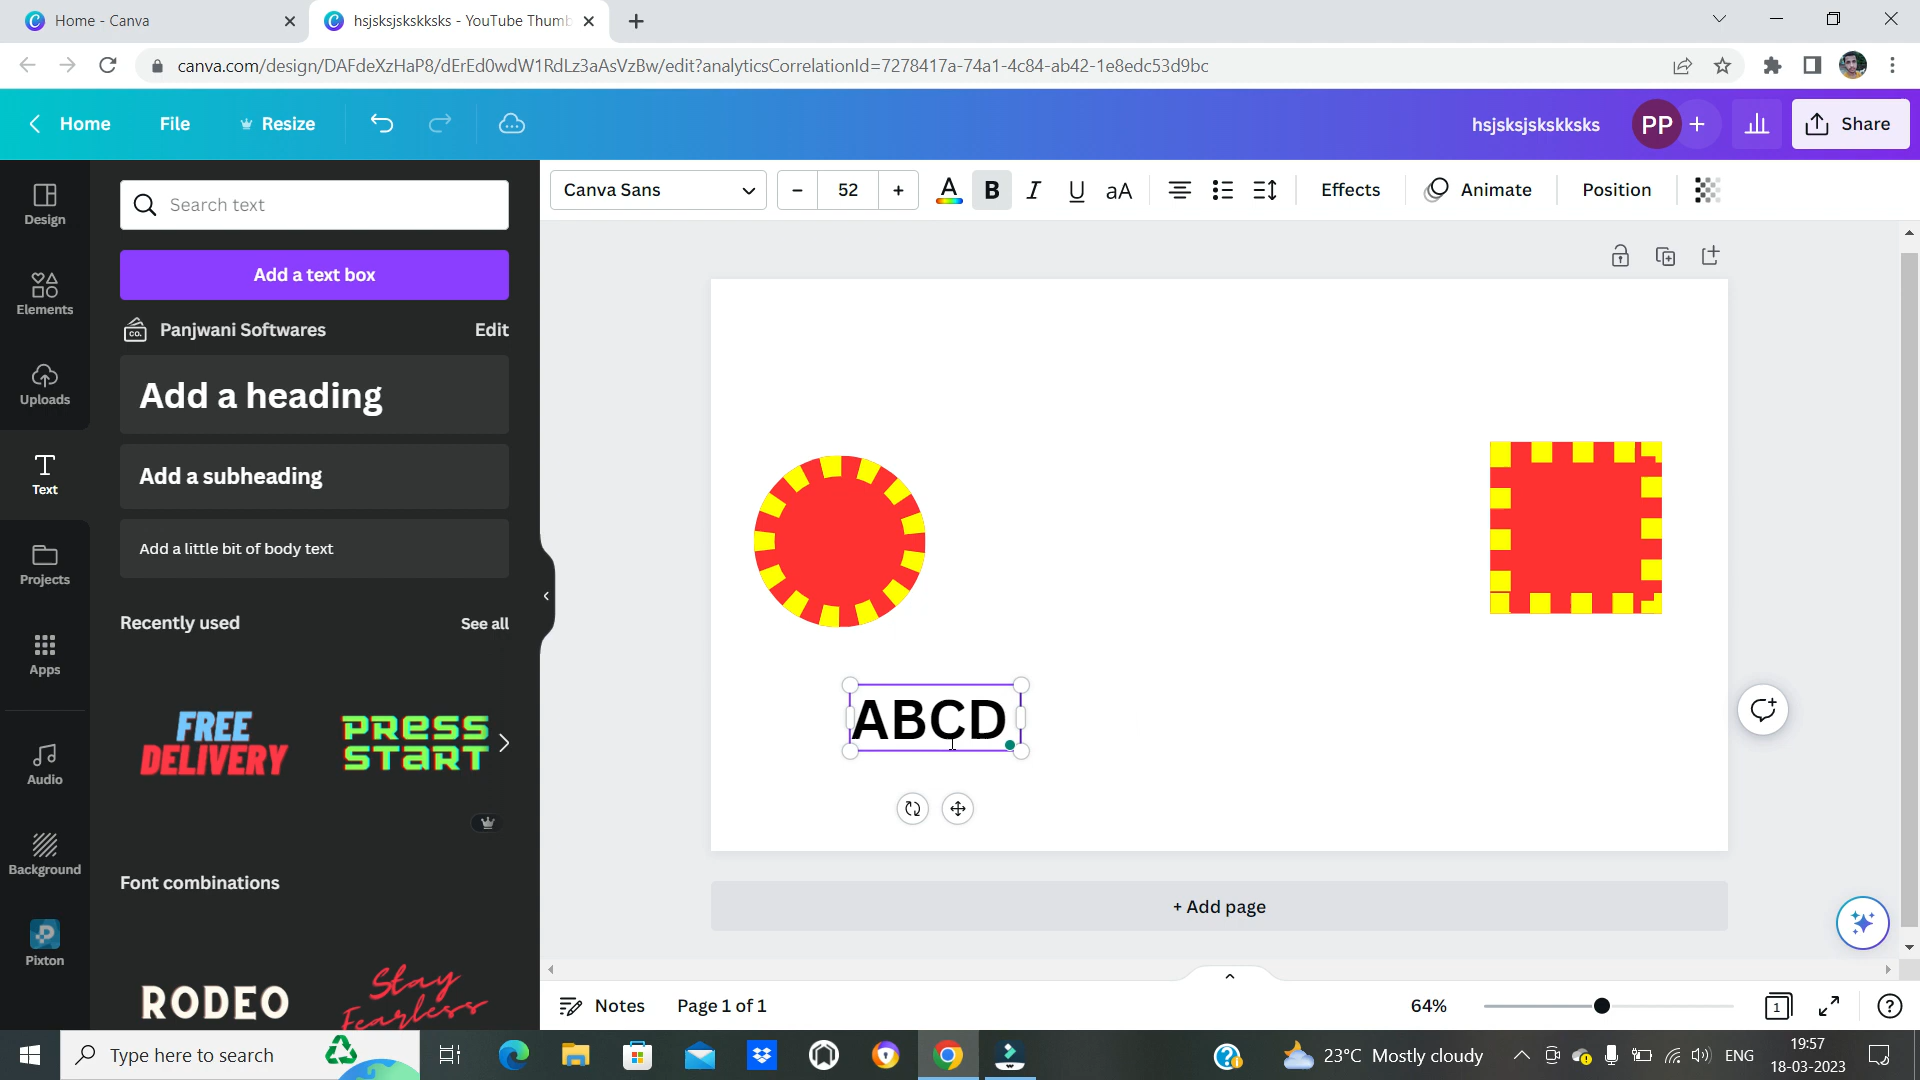 Home - Canva
hsjsksjskskksks - YouTube Thumb
canva.com/design/DAFdeXzHaP8/dErEd0wdW1RdLz3aAsVzBw/edit?analyticsCorrelationId=7278417a-74a1-4c84-ab42-1e8edc53d9bc
Home
File
Resize
hsjsksjskskksks
PP
Share
Canva Sans
52
A B I U aA
Effects
Animate
Position
Design
Elements
Uploads
Text
Projects
Apps
Audio
Background
Pixton
Search text
Add a text box
CO.
Panjwani Softwares
Edit
Add a heading
Add a subheading
Add a little bit of body text
Recently used
See all
FREE
DELIVERY
PRESS
START
Font combinations
RODEO
Stay
Fearless
ABCD
+ Add page
Notes
Page 1 of 1
64%
1
Type here to search
23°C Mostly cloudy
ENG
19:57
18-03-2023